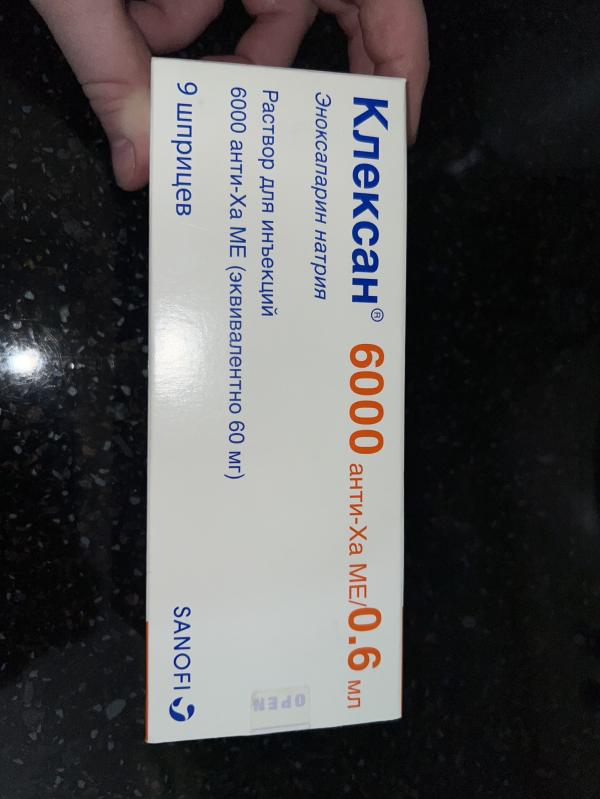 Клексан® 6000 анти-Ха МЕ/0.6 мл
Эноксапарин натрия
Раствор для инъекций
6000 анти-Ха МЕ (эквивалентно 60 мг)
9 шприцев
SANOFI
OPEN